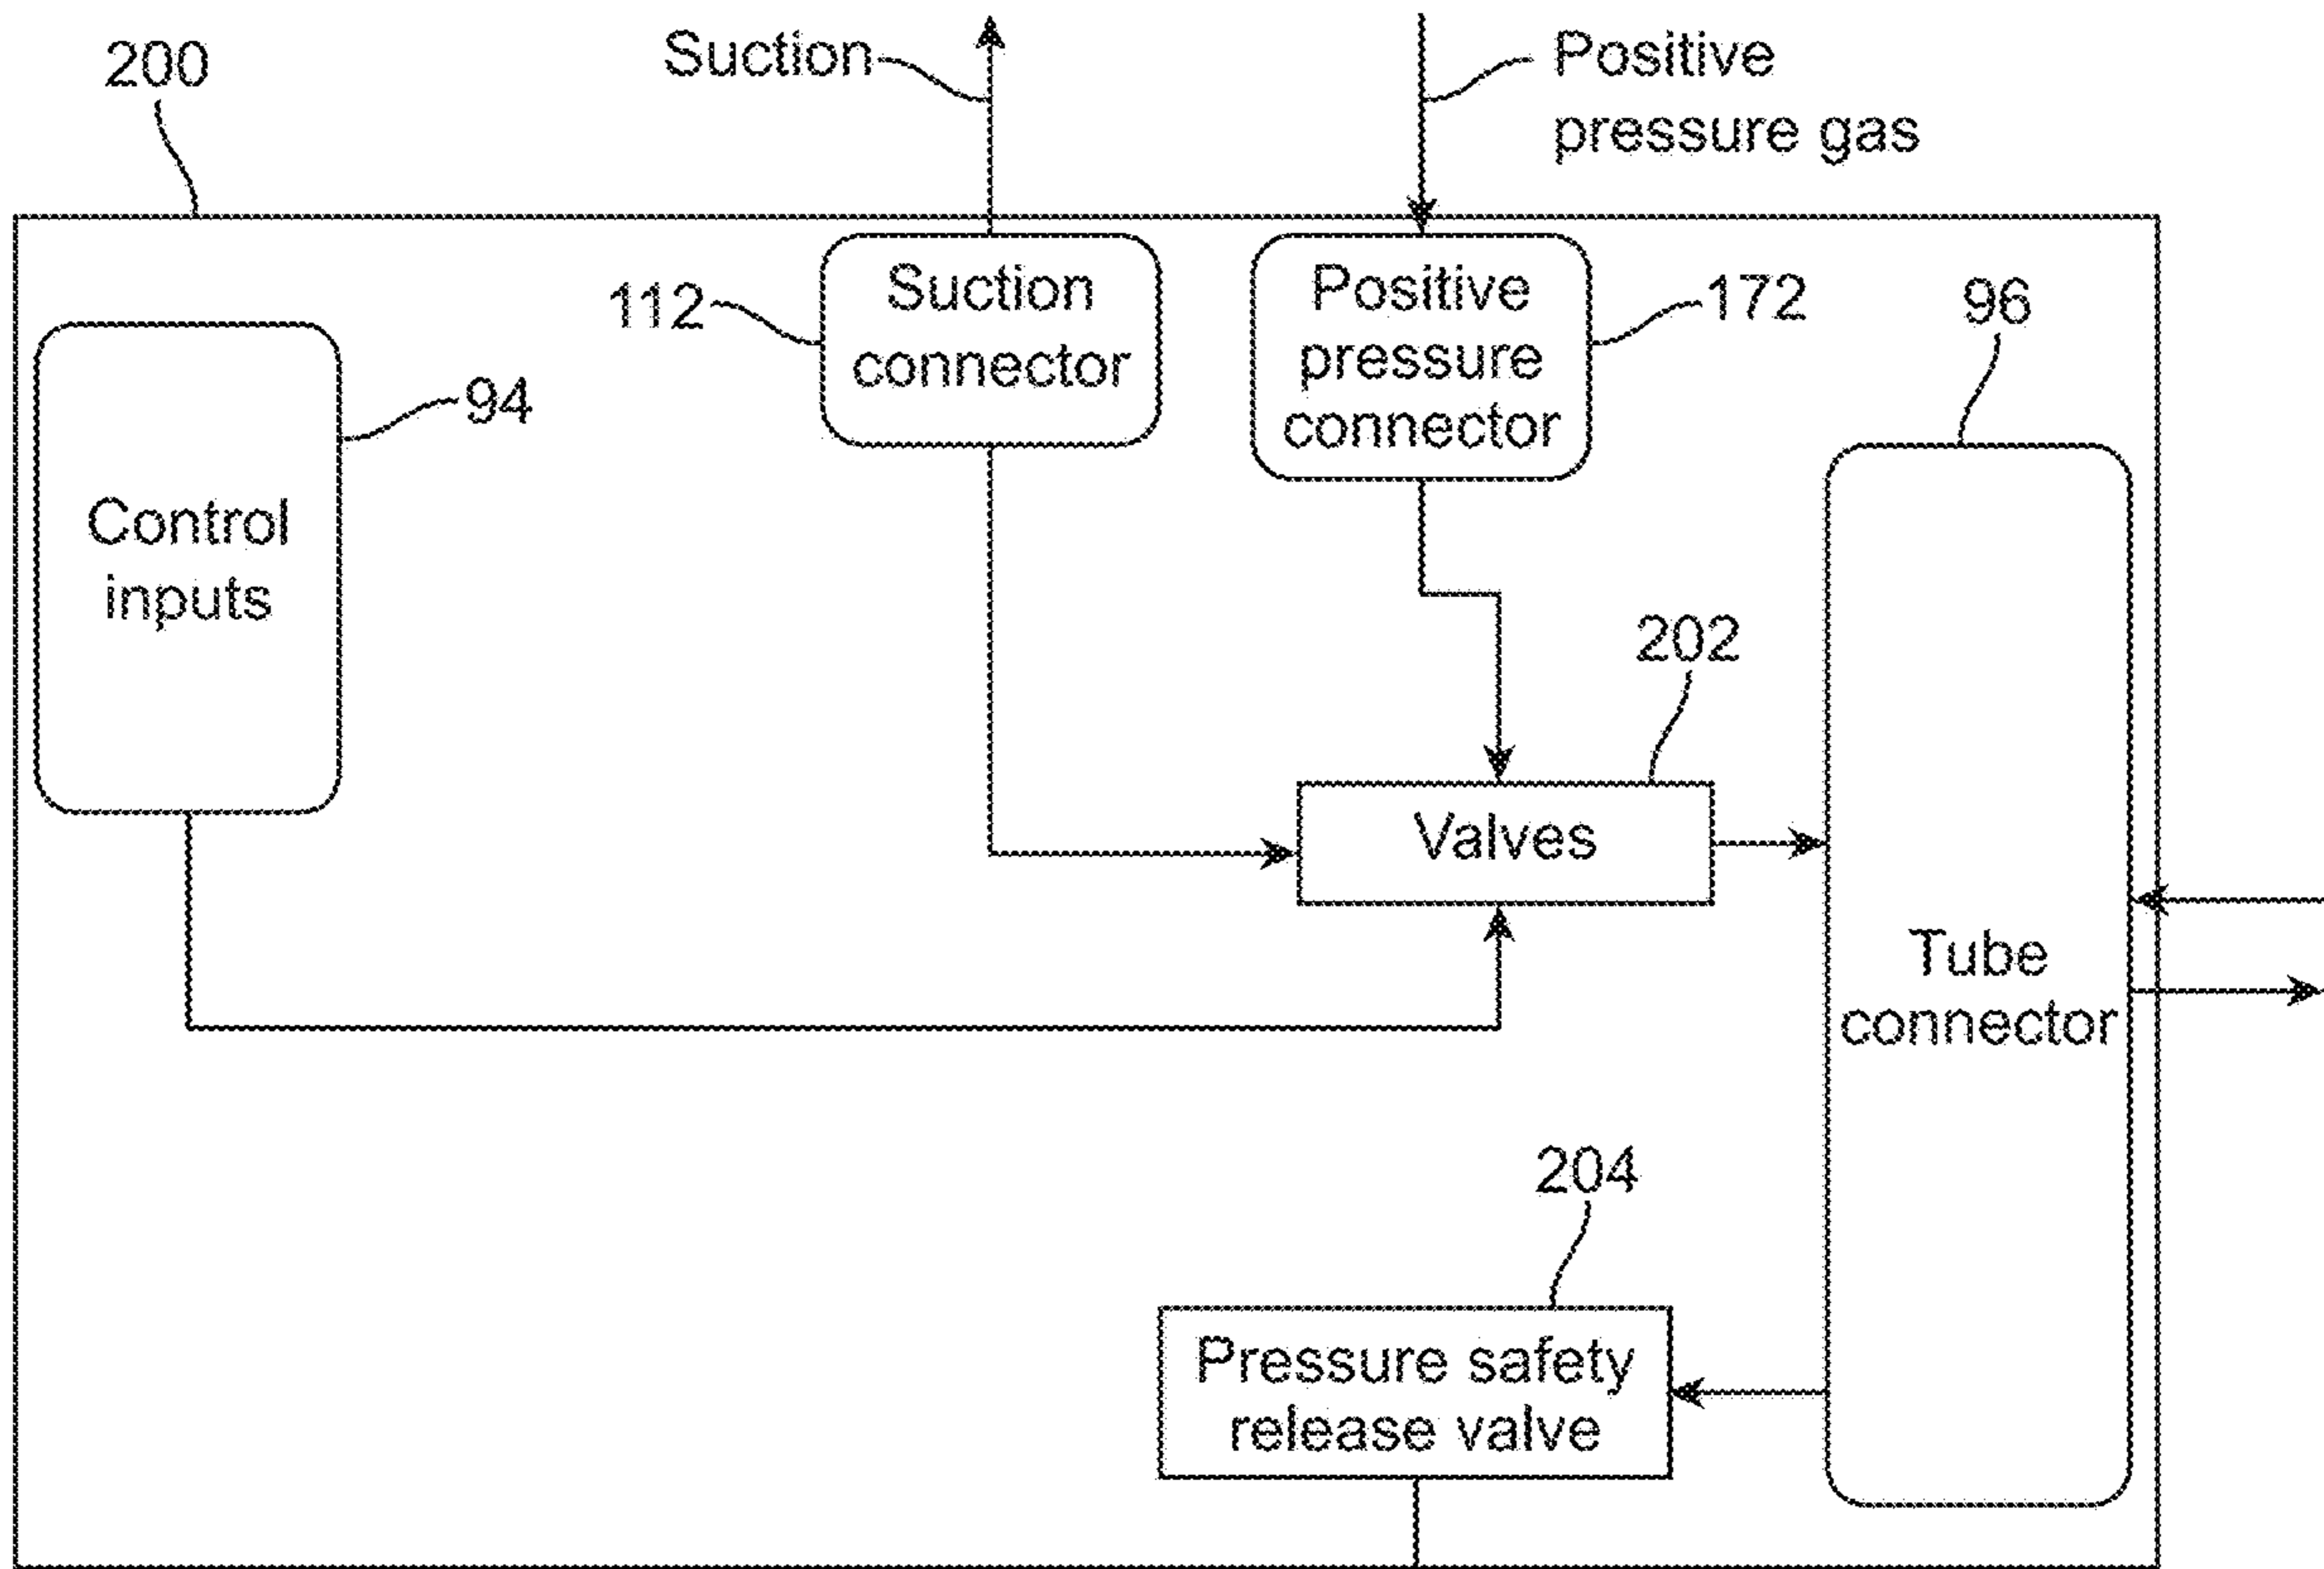 200
Suction
Positive
pressure gas
112
Suction
connector
Positive
pressure
connector
172
96
94
Control
inputs
202
Valves
Tube
connector
204
Pressure safety
release valve